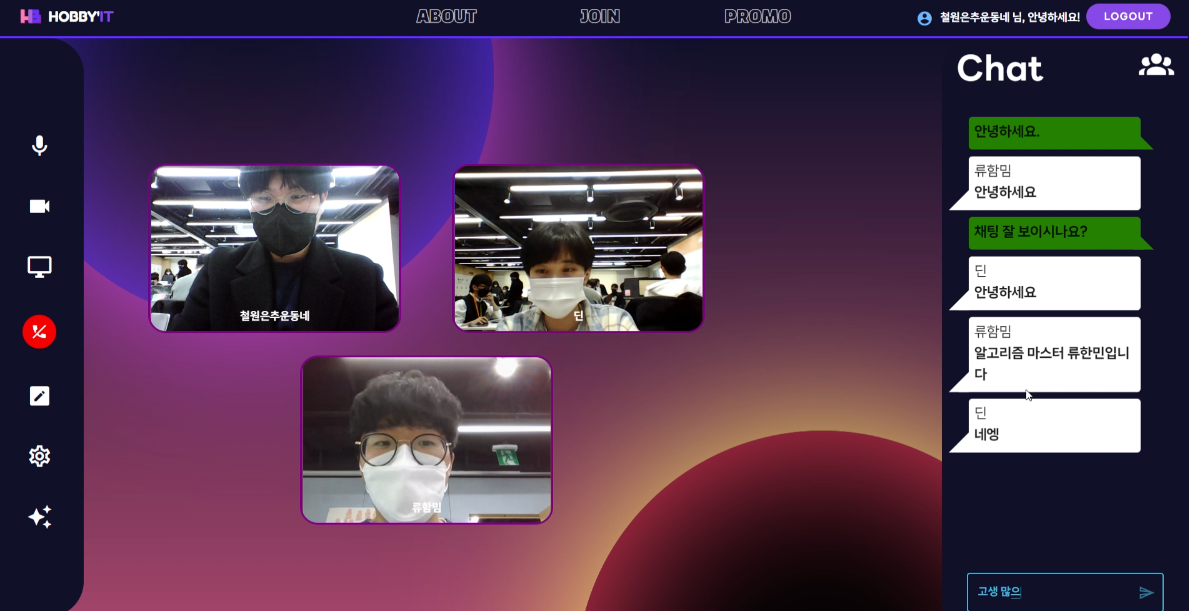 HOBBY'IT
ABOUT
JOIN
PROMO
철원은추운동네 님, 안녕하세요!
LOGOUT
철원은추운동네
딘
류함밈
Chat
안녕하세요.
류함밈
안녕하세요
채팅 잘 보이시나요?
딘
안녕하세요
류함밈
알고리즘 마스터 류한민입니
다
딘
네엥
고생 많으